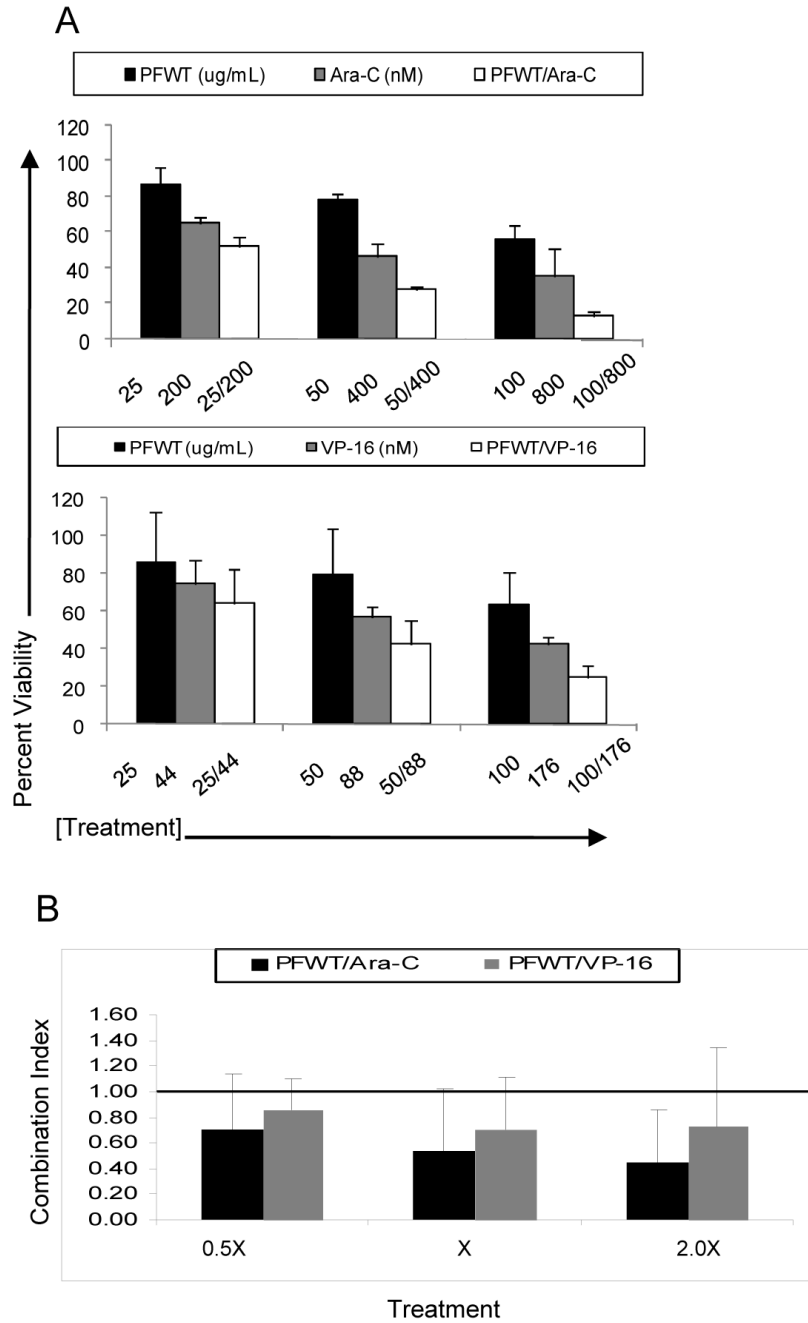 A
PFWT (ug/mL) Ara-C (nM) PFWT/Ara-C
120
100
80
60
40
20
0
25 200 25/200 50 400 50/400 100 800 100/800
PFWT (ug/mL) VP-16 (nM) PFWT/VP-16
120
100
80
60
40
20
0
25 44 25/44 50 88 50/88 100 176 100/176
Percent Viability
[Treatment]
B
PFWT/Ara-C PFWT/VP-16
1.60
1.40
1.20
1.00
0.80
0.60
0.40
0.20
0.00
Combination Index
0.5X X 2.0X
Treatment